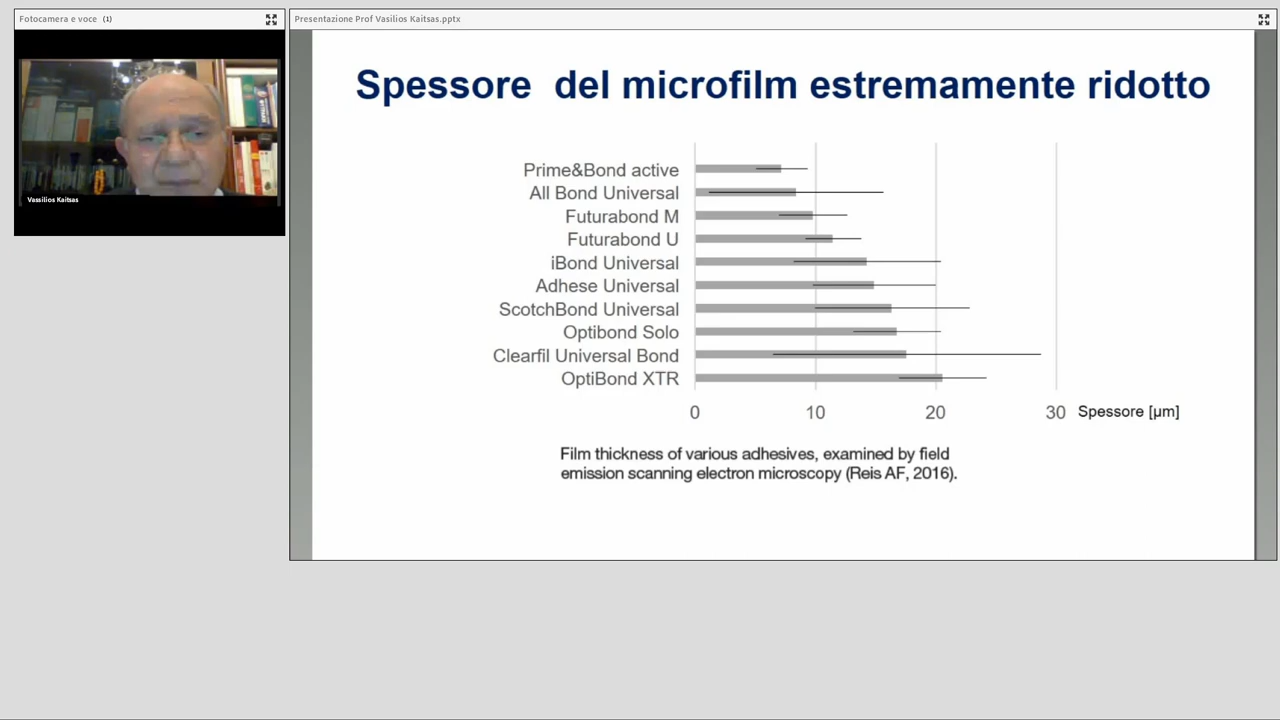 Fotocamera e voce (1)
Vassilios Kaitsas
Presentazione Prof Vasilios Kaitsas.pptx
Spessore del microfilm estremamente ridotto
Prime&Bond active
All Bond Universal
Futurabond M
Futurabond U
iBond Universal
Adhese Universal
ScotchBond Universal
Optibond Solo
Clearfil Universal Bond
OptiBond XTR
0 10 20 30 Spessore [µm]
Film thickness of various adhesives, examined by field
emission scanning electron microscopy (Reis AF, 2016).